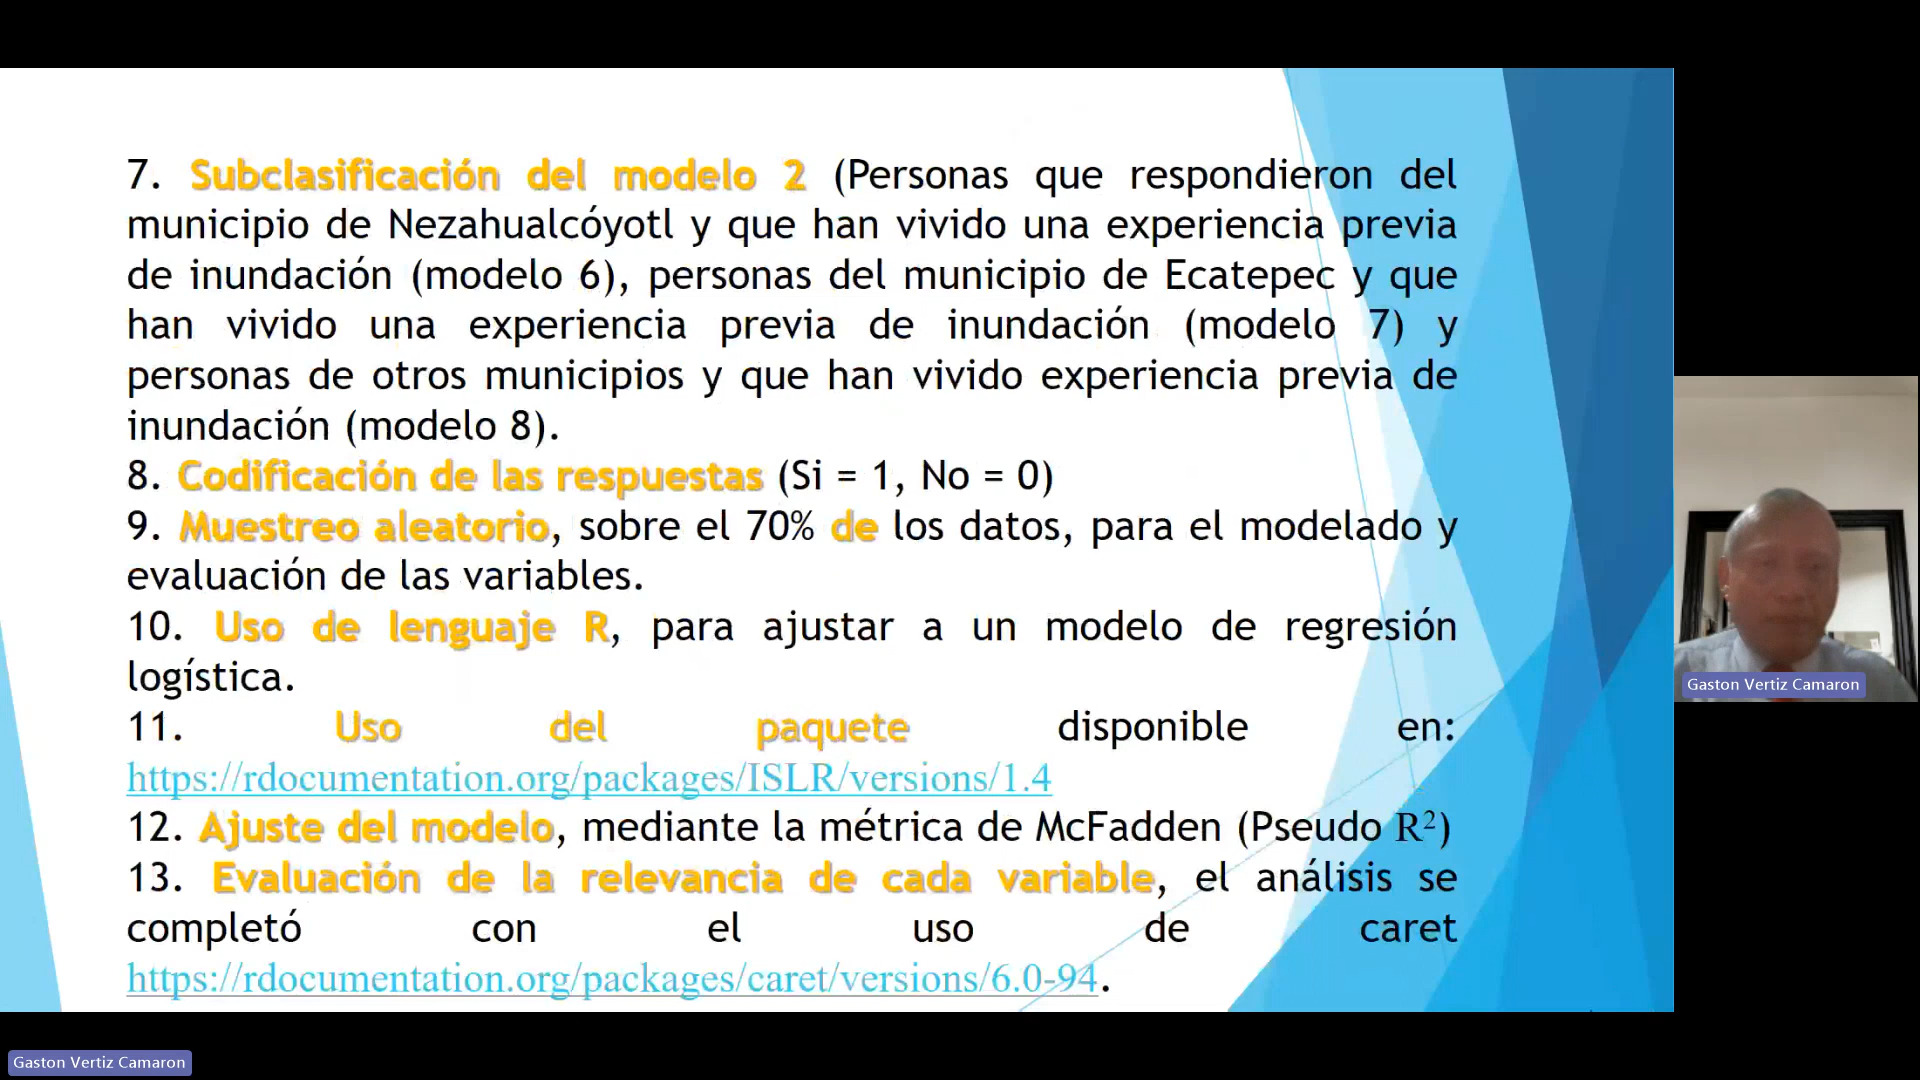 7. Subclasificación del modelo 2 (Personas que respondieron del
municipio de Nezahualcóyotl y que han vivido una experiencia previa
de inundación (modelo 6), personas del municipio de Ecatepec y que
han vivido una experiencia previa de inundación (modelo 7) y
personas de otros municipios y que han vivido experiencia previa de
inundación (modelo 8).
8. Codificación de las respuestas (Si = 1, No = 0)
9. Muestreo aleatorio, sobre el 70% de los datos, para el modelado y
evaluación de las variables.
10. Uso de lenguaje R, para ajustar a un modelo de regresión
logística.
11. Uso del paquete disponible en:
https://rdocumentation.org/packages/ISLR/versions/1.4
12. Ajuste del modelo, mediante la métrica de McFadden (Pseudo R²)
13. Evaluación de la relevancia de cada variable, el análisis se
completó con el uso de caret
https://rdocumentation.org/packages/caret/versions/6.0-94.
Gaston Vertiz Camaron
Gaston Vertiz Camaron